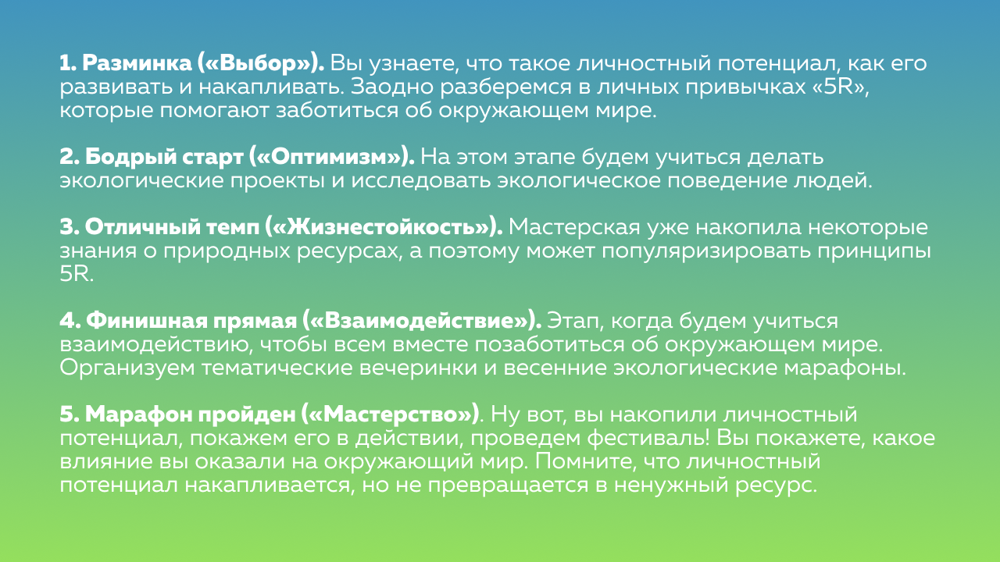 1. Разминка («Выбор»). Вы узнаете, что такое личностный потенциал, как его
развивать и накапливать. Заодно разберемся в личных привычках «5R»,
которые помогают заботиться об окружающем мире.
2. Бодрый старт («Оптимизм»). На этом этапе будем учиться делать
экологические проекты и исследовать экологическое поведение людей.
3. Отличный темп («Жизнестойкость»). Мастерская уже накопила некоторые
знания о природных ресурсах, а поэтому может популяризировать принципы
5R.
4. Финишная прямая («Взаимодействие»). Этап, когда будем учиться
взаимодействию, чтобы всем вместе позаботиться об окружающем мире.
Организуем тематические вечеринки и весенние экологические марафоны.
5. Марафон пройден («Мастерство»). Ну вот, вы накопили личностный
потенциал, покажем его в действии, проведем фестиваль! Вы покажете, какое
влияние вы оказали на окружающий мир. Помните, что личностный
потенциал накапливается, но не превращается в ненужный ресурс.